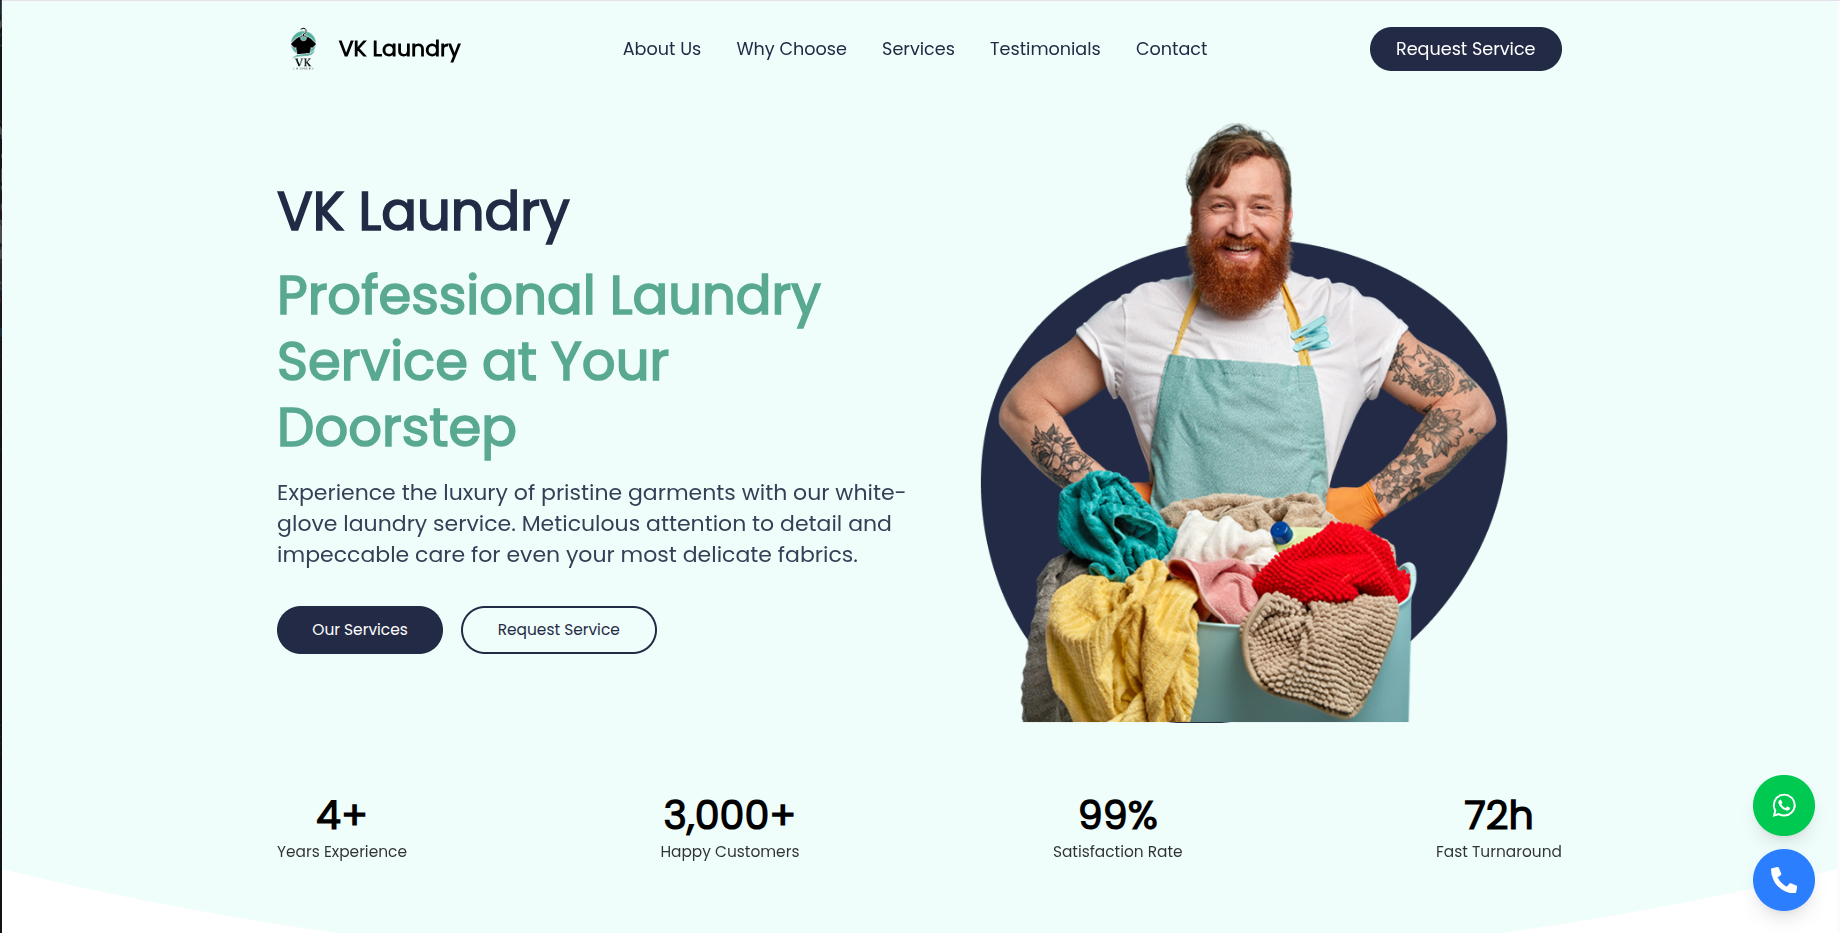 VK
VK Laundry
About Us
Why Choose
Services
Testimonials
Contact
Request Service
VK Laundry
Professional Laundry
Service at Your
Doorstep
Experience the luxury of pristine garments with our white-
glove laundry service. Meticulous attention to detail and
impeccable care for even your most delicate fabrics.
Our Services
Request Service
4+
Years Experience
3,000+
Happy Customers
99%
Satisfaction Rate
72h
Fast Turnaround